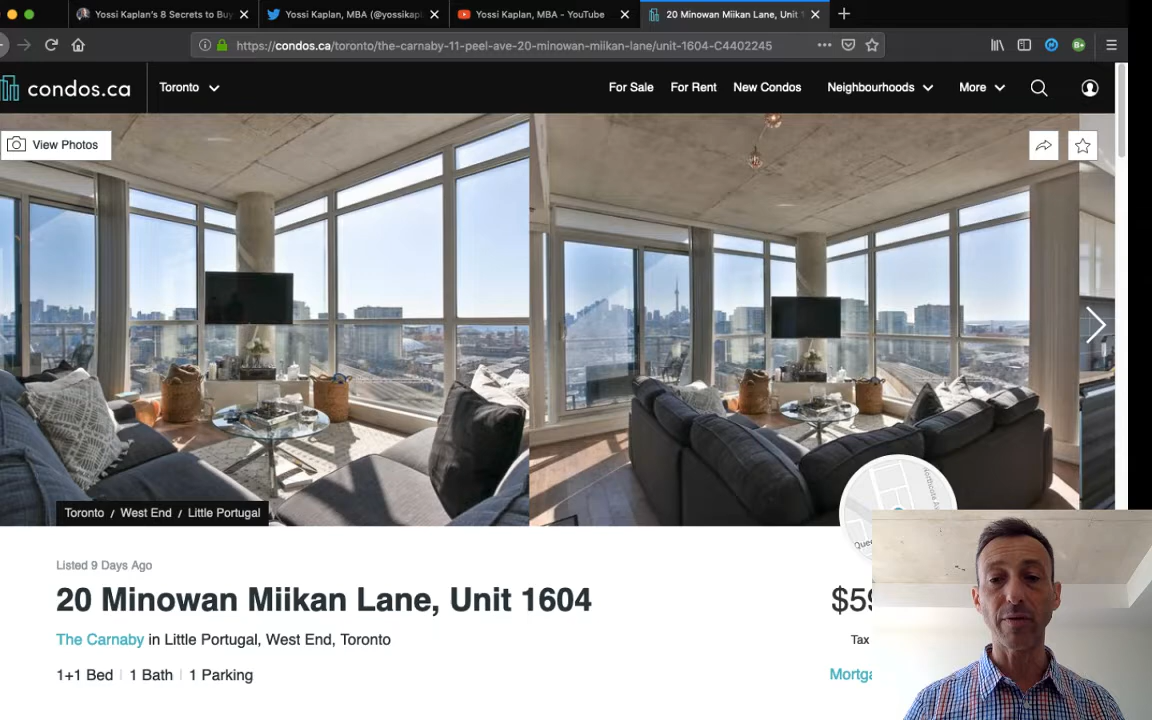 Yossi Kaplan's 8 Secrets to Buy
Yossi Kaplan, MBA (@yossikapl
Yossi Kaplan, MBA - YouTube
20 Minowan Miikan Lane, Unit 1
https://condos.ca/toronto/the-carnaby-11-peel-ave-20-minowan-miikan-lane/unit-1604-C4402245
condos.ca
Toronto
For Sale
For Rent
New Condos
Neighbourhoods
More
View Photos
Toronto / West End / Little Portugal
Listed 9 Days Ago
20 Minowan Miikan Lane, Unit 1604
$59
The Carnaby in Little Portugal, West End, Toronto
Tax
1+1 Bed | 1 Bath | 1 Parking
Mortga